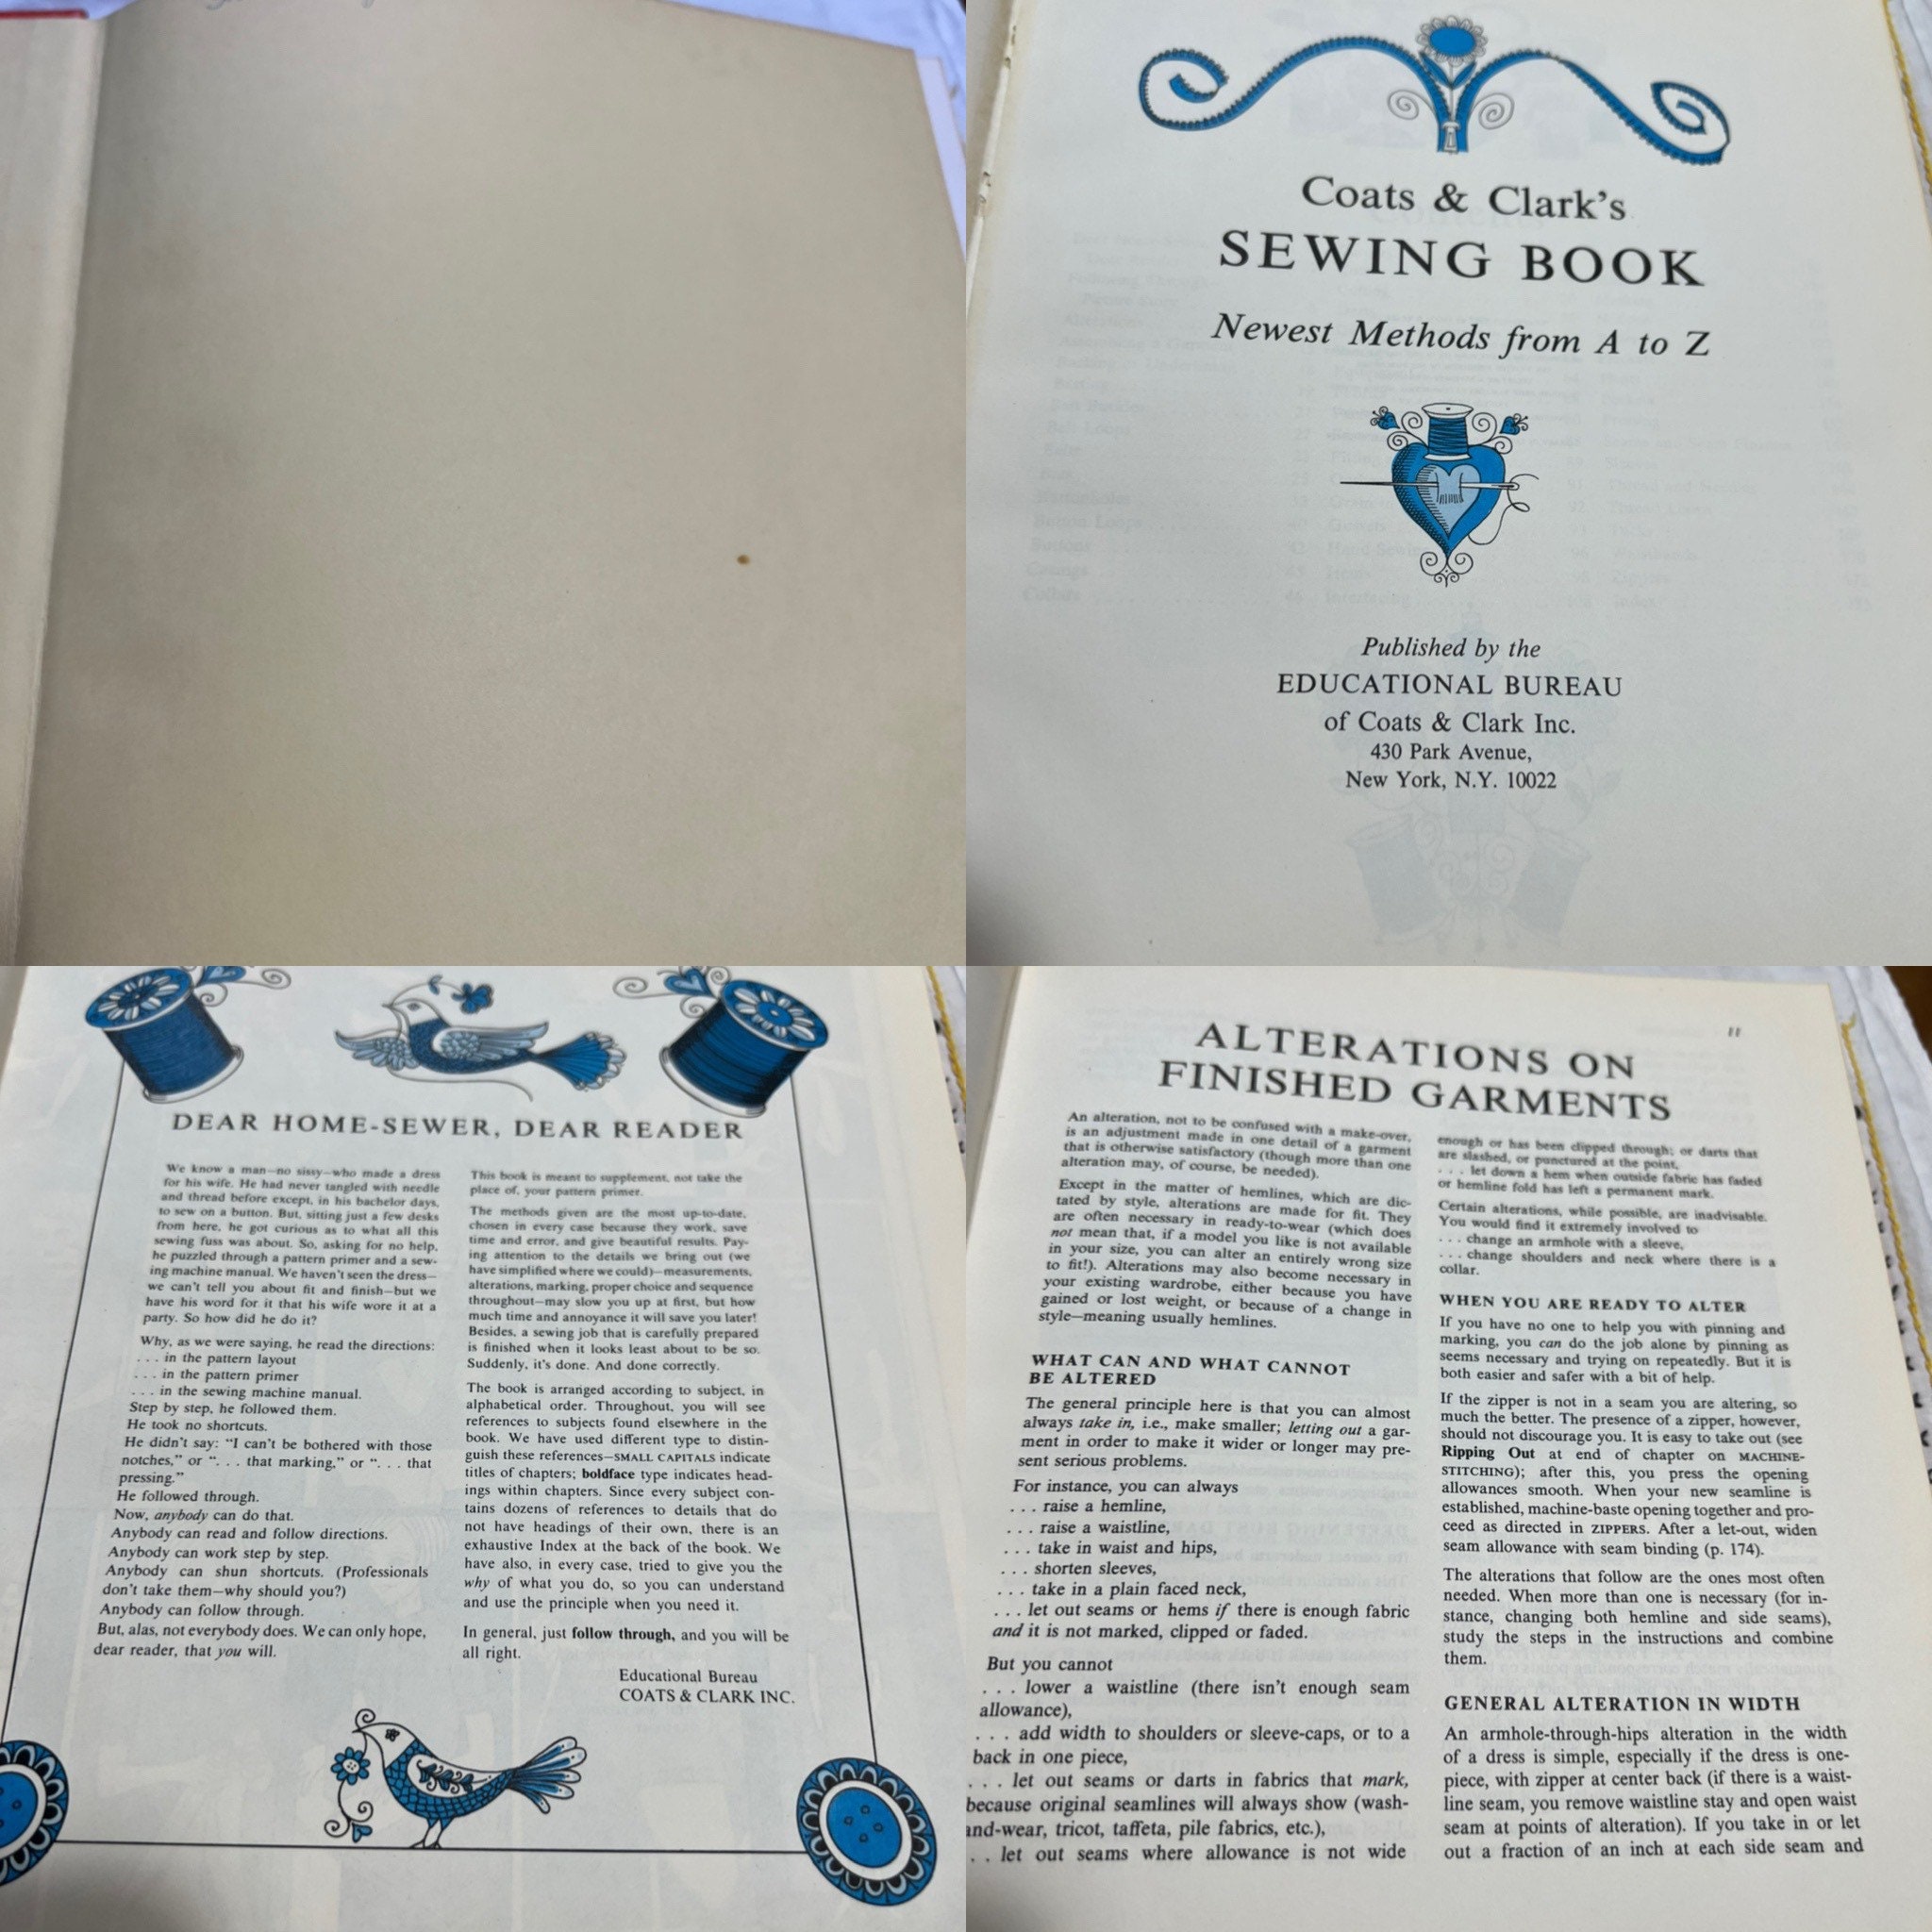 Coats & Clark's
SEWING BOOK
Newest Methods from A to Z
Published by the
EDUCATIONAL BUREAU
of Coats & Clark Inc.
430 Park Avenue,
New York, N.Y. 10022
DEAR HOME-SEWER, DEAR READER
We know a man—no sissy—who made a dress
for his wife. He had never tangled with needle
and thread before except, in his bachelor days,
to sew on a button. But, sitting just a few desks
from here, he got curious as to what all this
sewing fuss was about. So, asking for no help,
he puzzled through a pattern primer and a sew-
ing machine manual. We haven't seen the dress—
we can't tell you about fit and finish—but we
have his word for it that his wife wore it at a
party. So how did he do it?
Why, as we were saying, he read the directions:
. . . in the pattern layout
. . . in the pattern primer
. . . in the sewing machine manual.
Step by step, he followed them.
He took no shortcuts.
He didn't say: "I can't be bothered with those
notches," or ". . . that marking," or ". . . that
pressing."
He followed through.
Now, anybody can do that.
Anybody can read and follow directions.
Anybody can work step by step.
Anybody can shun shortcuts. (Professionals
don't take them—why should you?)
Anybody can follow through.
But, alas, not everybody does. We can only hope,
dear reader, that you will.
This book is meant to supplement, not take the
place of, your pattern primer.
The methods given are the most up-to-date,
chosen in every case because they work, save
time and error, and give beautiful results. Pay-
ing attention to the details we bring out (we
have simplified where we could)—measurements,
alterations, marking, proper choice and sequence
throughout—may slow you up at first, but how
much time and annoyance it will save you later!
Besides, a sewing job that is carefully prepared
is finished when it looks least about to be so.
Suddenly, it's done. And done correctly.
The book is arranged according to subject, in
alphabetical order. Throughout, you will see
references to subjects found elsewhere in the
book. We have used different type to distin-
guish these references—SMALL CAPITALS indicate
titles of chapters; boldface type indicates head-
ings within chapters. Since every subject con-
tains dozens of references to details that do
not have headings of their own, there is an
exhaustive Index at the back of the book. We
have also, in every case, tried to give you the
why of what you do, so you can understand
and use the principle when you need it.
In general, just follow through, and you will be
all right.
Educational Bureau
COATS & CLARK INC.
11
ALTERATIONS ON
FINISHED GARMENTS
An alteration, not to be confused with a make-over,
is an adjustment made in one detail of a garment
that is otherwise satisfactory (though more than one
alteration may, of course, be needed).
Except in the matter of hemlines, which are dic-
tated by style, alterations are made for fit. They
are often necessary in ready-to-wear (which does
not mean that, if a model you like is not available
in your size, you can alter an entirely wrong size
to fit!). Alterations may also become necessary in
your existing wardrobe, either because you have
gained or lost weight, or because of a change in
style—meaning usually hemlines.
WHAT CAN AND WHAT CANNOT
BE ALTERED
The general principle here is that you can almost
always take in, i.e., make smaller; letting out a gar-
ment in order to make it wider or longer may pre-
sent serious problems.
For instance, you can always
. . . raise a hemline,
. . . raise a waistline,
. . . take in waist and hips,
. . . shorten sleeves,
. . . take in a plain faced neck,
. . . let out seams or hems if there is enough fabric
and it is not marked, clipped or faded.
But you cannot
. . . lower a waistline (there isn't enough seam
allowance),
. . . add width to shoulders or sleeve-caps, or to a
back in one piece,
. . . let out seams or darts in fabrics that mark,
because original seamlines will always show (wash-
and-wear, tricot, taffeta, pile fabrics, etc.),
. . let out seams where allowance is not wide
enough or has been clipped through; or darts that
are slashed, or punctured at the point,
. . . let down a hem when outside fabric has faded
or hemline fold has left a permanent mark.
Certain alterations, while possible, are inadvisable.
You would find it extremely involved to
. . . change an armhole with a sleeve,
. . . change shoulders and neck where there is a
collar.
WHEN YOU ARE READY TO ALTER
If you have no one to help you with pinning and
marking, you can do the job alone by pinning as
seems necessary and trying on repeatedly. But it is
both easier and safer with a bit of help.
If the zipper is not in a seam you are altering, so
much the better. The presence of a zipper, however,
should not discourage you. It is easy to take out (see
Ripping Out at end of chapter on MACHINE-
STITCHING); after this, you press the opening
allowances smooth. When your new seamline is
established, machine-baste opening together and pro-
ceed as directed in ZIPPERS. After a let-out, widen
seam allowance with seam binding (p. 174).
The alterations that follow are the ones most often
needed. When more than one is necessary (for in-
stance, changing both hemline and side seams),
study the steps in the instructions and combine
them.
GENERAL ALTERATION IN WIDTH
An armhole-through-hips alteration in the width
of a dress is simple, especially if the dress is one-
piece, with zipper at center back (if there is a waist-
line seam, you remove waistline stay and open waist
seam at points of alteration). If you take in or let
out a fraction of an inch at each side seam and